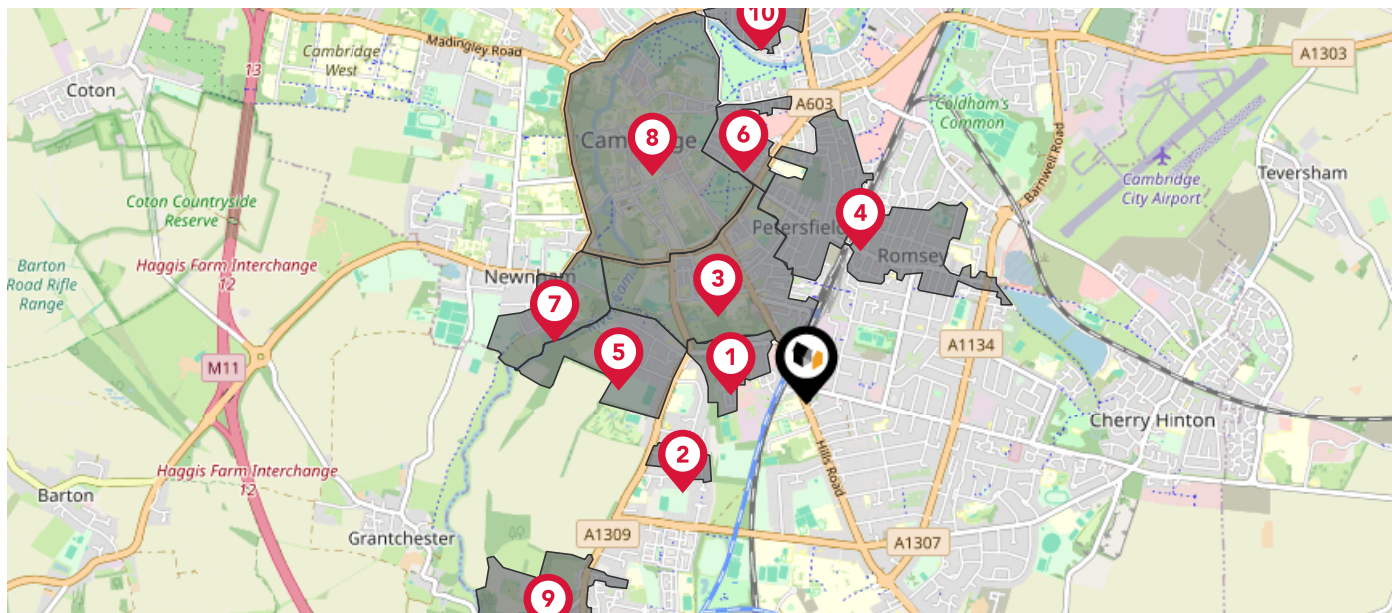 10
Madingley Road
Cambridge
West
13
A1303
Coton
A603
Coldham's
Common
8
Cambridge
6
Barnwell Road
Teversham
Cambridge
City Airport
Coton Countryside
Reserve
4
Petersfield
Romsey
Haggis Farm Interchange
12
Barton
Road Rifle
Range
Newnham
3
7
5
1
A1134
M11
Cherry Hinton
2
Hills Road
Haggis Farm Interchange
12
Barton
Grantchester
A1309
A1307
9